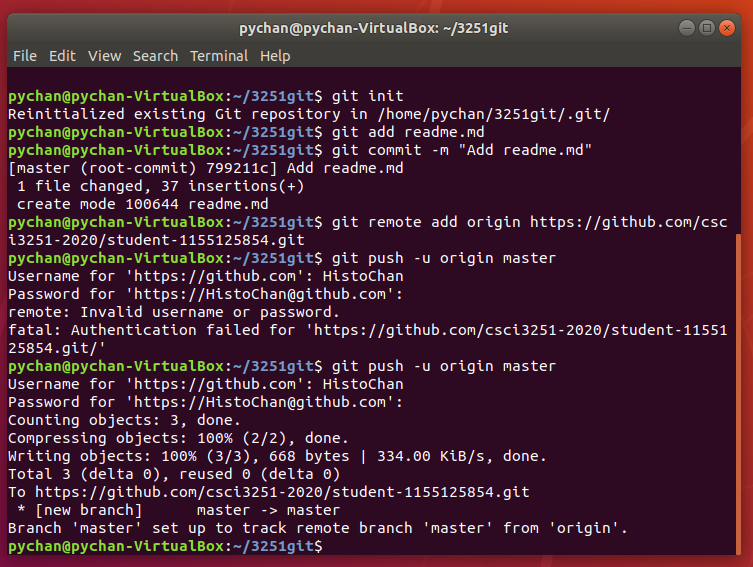 pychan@pychan-VirtualBox: ~/3251git
File Edit View Search Terminal Help
pychan@pychan-VirtualBox:~/3251git$ git init
Reinitialized existing Git repository in /home/pychan/3251git/.git/
pychan@pychan-VirtualBox:~/3251git$ git add readme.md
pychan@pychan-VirtualBox:~/3251git$ git commit -m "Add readme.md"
[master (root-commit) 799211c] Add readme.md
 1 file changed, 37 insertions(+)
 create mode 100644 readme.md
pychan@pychan-VirtualBox:~/3251git$ git remote add origin https://github.com/csc
i3251-2020/student-1155125854.git
pychan@pychan-VirtualBox:~/3251git$ git push -u origin master
Username for 'https://github.com': HistoChan
Password for 'https://HistoChan@github.com':
remote: Invalid username or password.
fatal: Authentication failed for 'https://github.com/csci3251-2020/student-11551
25854.git/'
pychan@pychan-VirtualBox:~/3251git$ git push -u origin master
Username for 'https://github.com': HistoChan
Password for 'https://HistoChan@github.com':
Counting objects: 3, done.
Compressing objects: 100% (2/2), done.
Writing objects: 100% (3/3), 668 bytes | 334.00 KiB/s, done.
Total 3 (delta 0), reused 0 (delta 0)
To https://github.com/csci3251-2020/student-1155125854.git
 * [new branch]      master -> master
Branch 'master' set up to track remote branch 'master' from 'origin'.
pychan@pychan-VirtualBox:~/3251git$